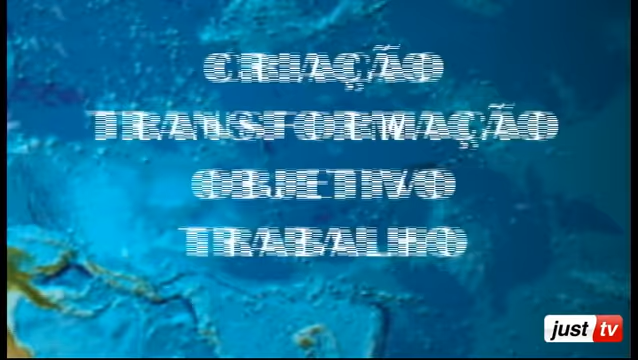 CRIAÇÃO
TRANSFORMAÇÃO
OBJETIVO
TRABALHO
just tv